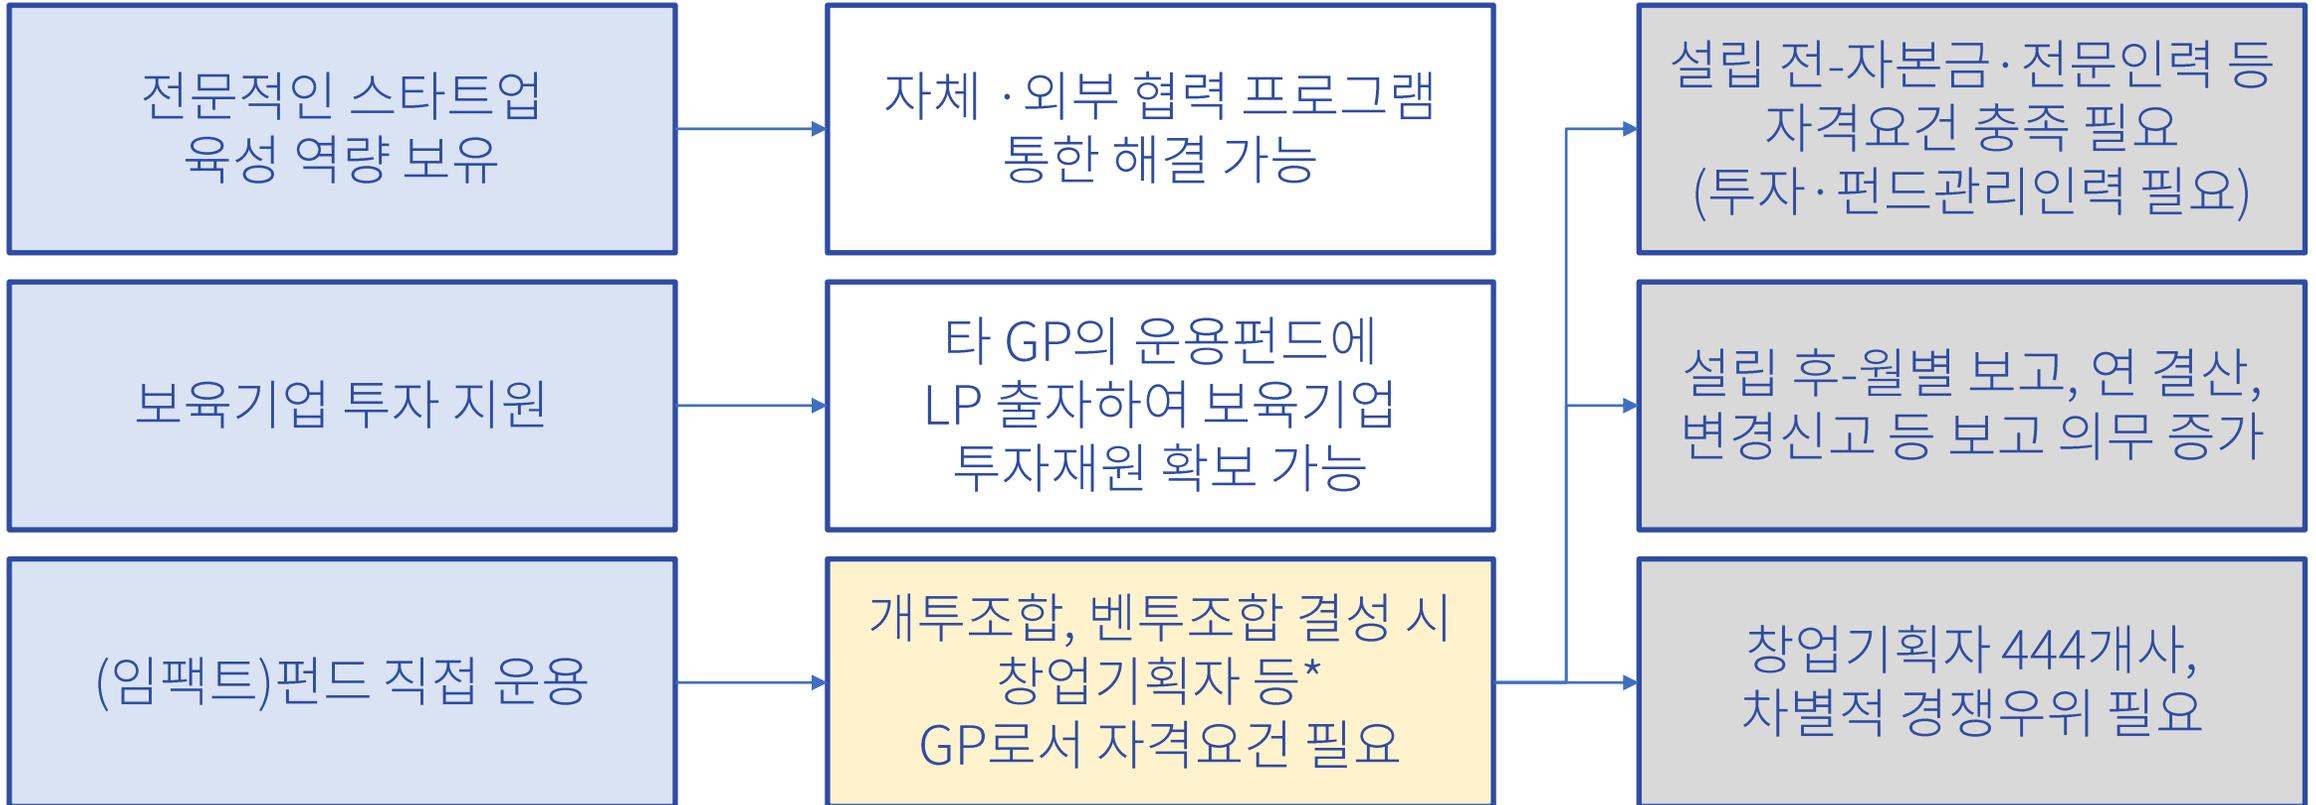 전문적인 스타트업
육성 역량 보유
자체 ·외부 협력 프로그램
통한 해결 가능
설립 전-자본금·전문인력 등
자격요건 충족 필요
(투자·펀드관리인력 필요)
보육기업 투자 지원
타 GP의 운용펀드에
LP 출자하여 보육기업
투자재원 확보 가능
설립 후-월별 보고, 연 결산,
변경신고 등 보고 의무 증가
(임팩트)펀드 직접 운용
개투조합, 벤투조합 결성 시
창업기획자 등*
GP로서 자격요건 필요
창업기획자 444개사,
차별적 경쟁우위 필요